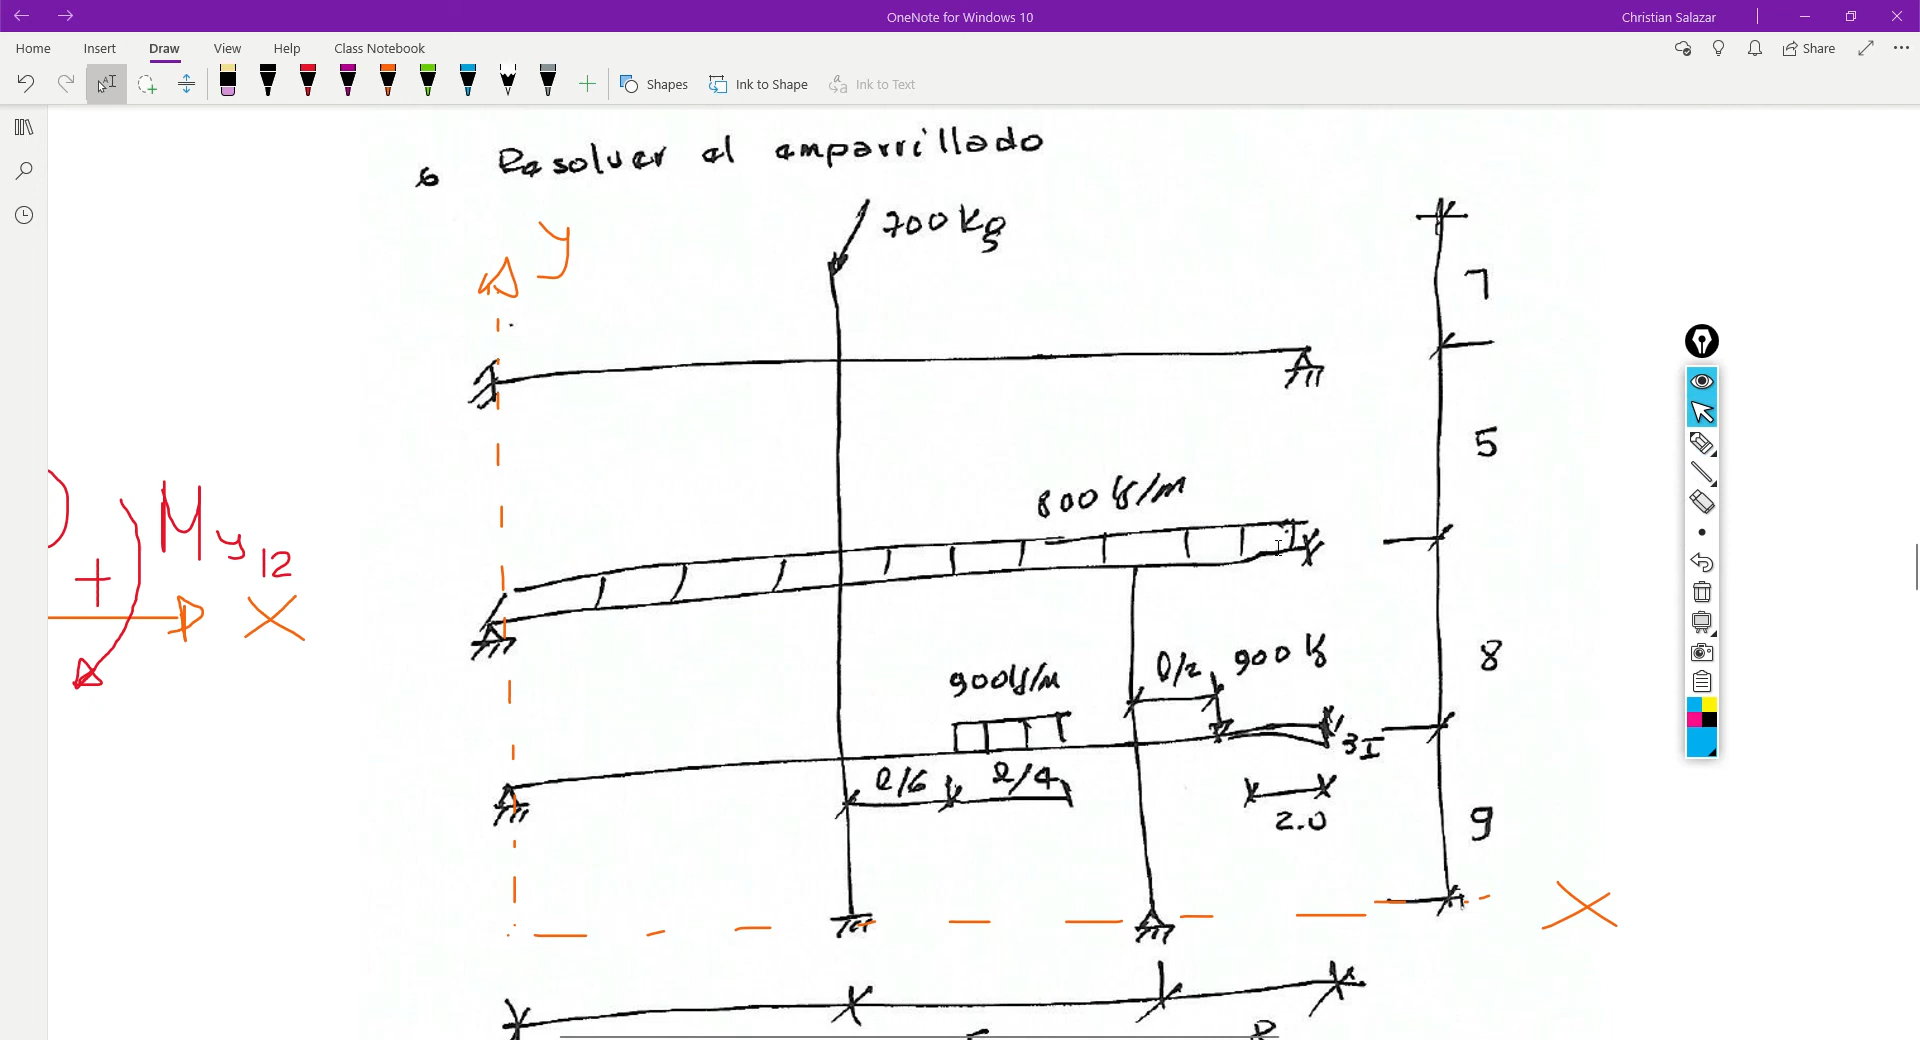 OneNote for Windows 10
Christian Salazar
Home Insert Draw View Help Class Notebook
Share
Shapes Ink to Shape Ink to Text
6 Resolver el emparrillado
700 kg
y
7
5
800 k/m
My12
+
X
8
900 k/m
l/2 900 k
3I
l/6 l/4
2.0
9
X